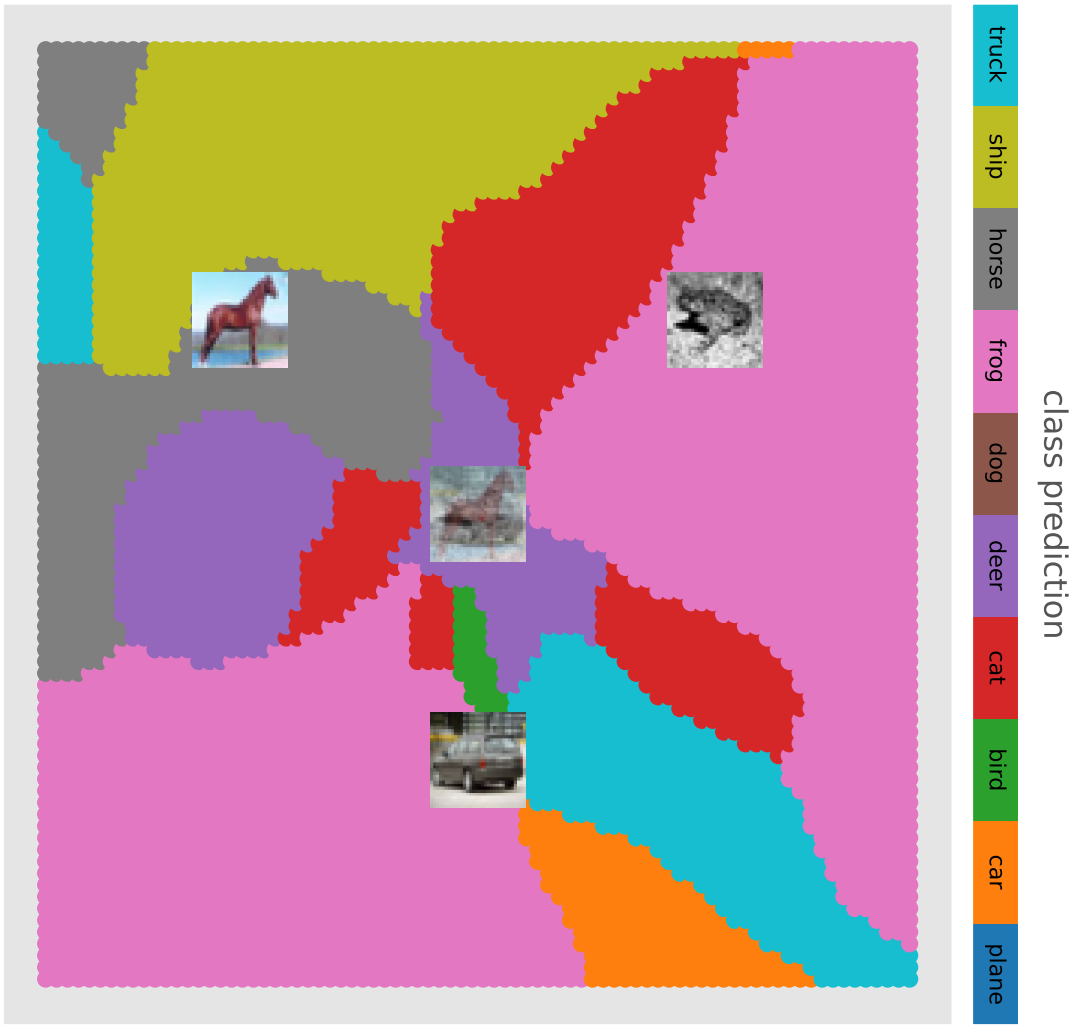 truck
ship
horse
frog
dog
deer
cat
bird
car
plane
class prediction